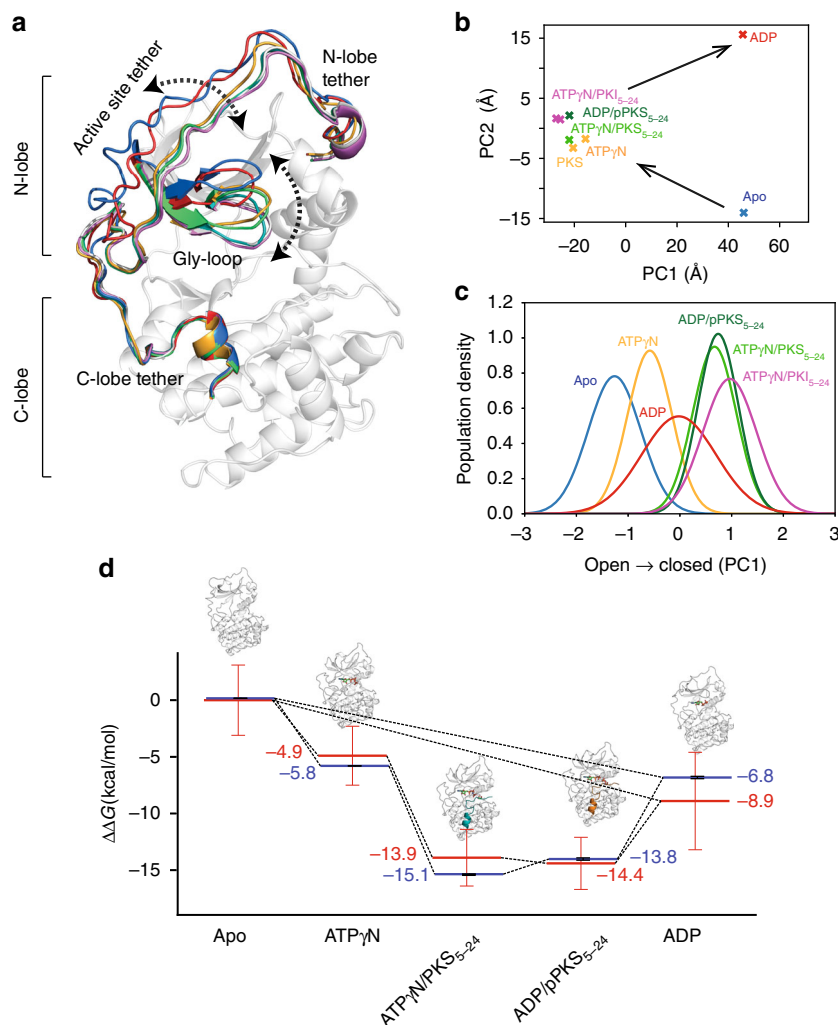 a
N-lobe
C-lobe
Active site tether
N-lobe
tether
Gly-loop
C-lobe tether
b
PC2 (Å)
15
5
−5
−15
ADP
ATPγN/PKI5–24
ADP/pPKS5–24
ATPγN/PKS5–24
ATPγN
PKS
Apo
−20 0 20 40 60
PC1 (Å)
c
Population density
1.2
1.0
0.8
0.6
0.4
0.2
0.0
ADP/pPKS5–24
ATPγN
ATPγN/PKS5–24
ATPγN/PKI5–24
Apo
ADP
−3 −2 −1 0 1 2 3
Open → closed (PC1)
d
ΔΔG(kcal/mol)
0
−5
−10
−15
−4.9
−5.8
−13.9
−15.1
−13.8
−14.4
−6.8
−8.9
Apo
ATPγN
ATPγN/PKS5–24
ADP/pPKS5–24
ADP